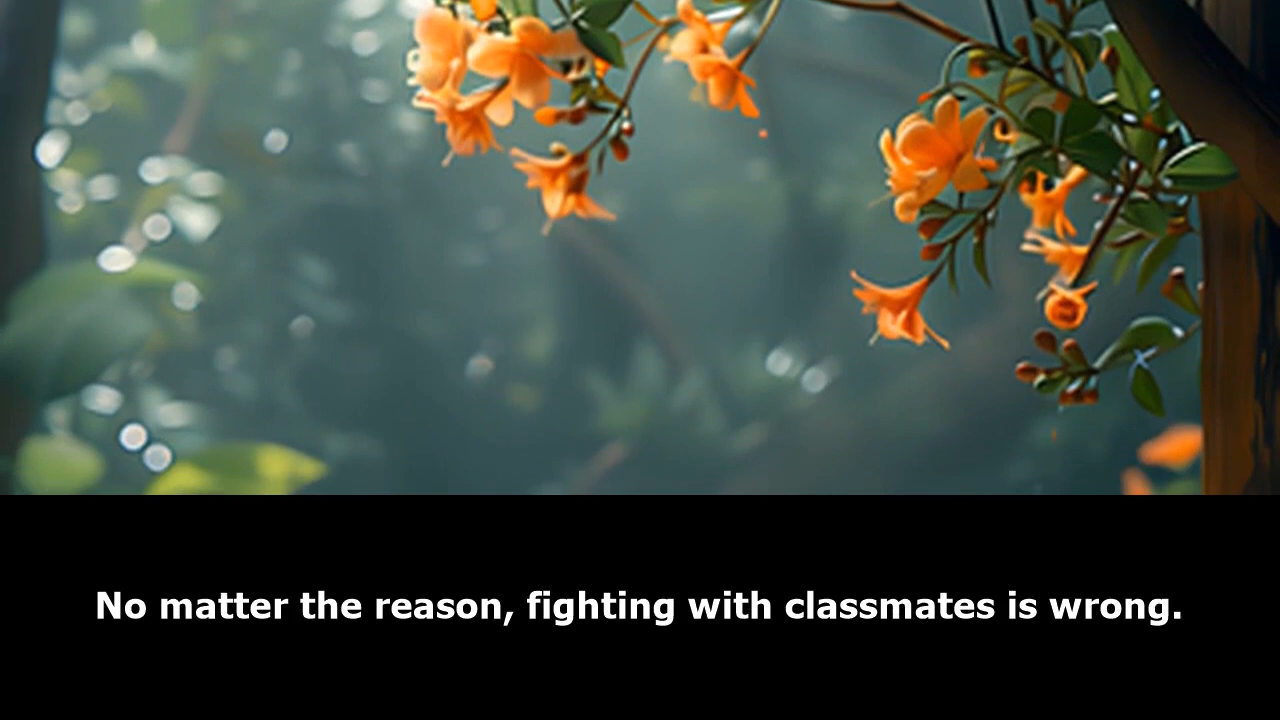 No matter the reason, fighting with classmates is wrong.